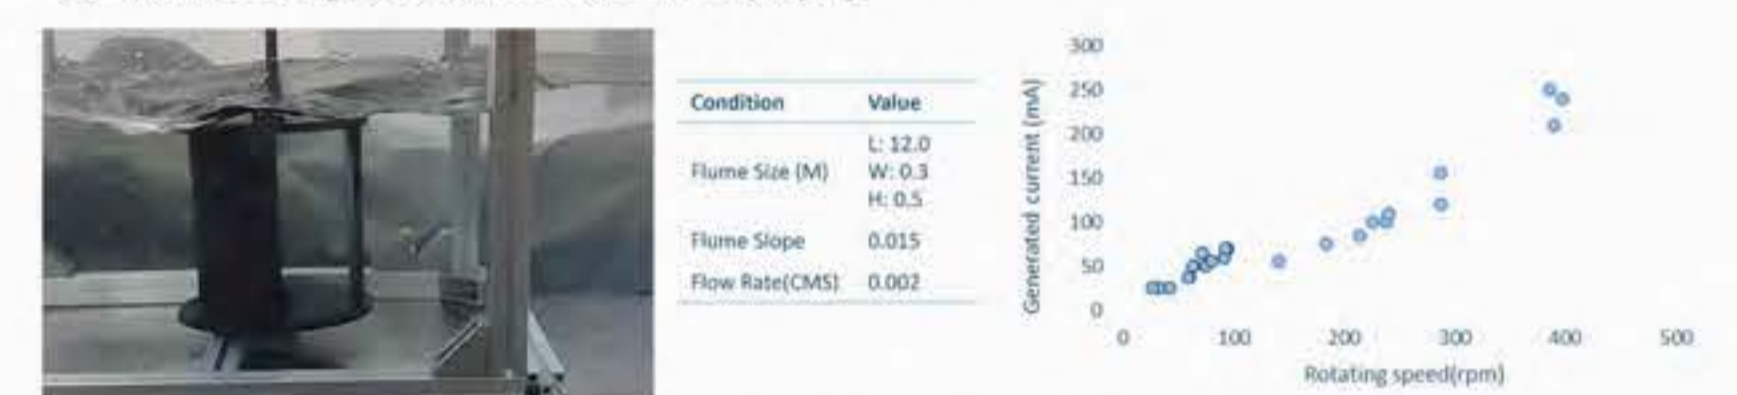 Condition Value
Flume Size (M)
L: 12.0
W: 0.3
H: 0.5
Flume Slope 0.015
Flow Rate(CMS) 0.002
Generated current (mA)
300
250
200
150
100
50
0
0 100 200 300 400 500
Rotating speed(rpm)